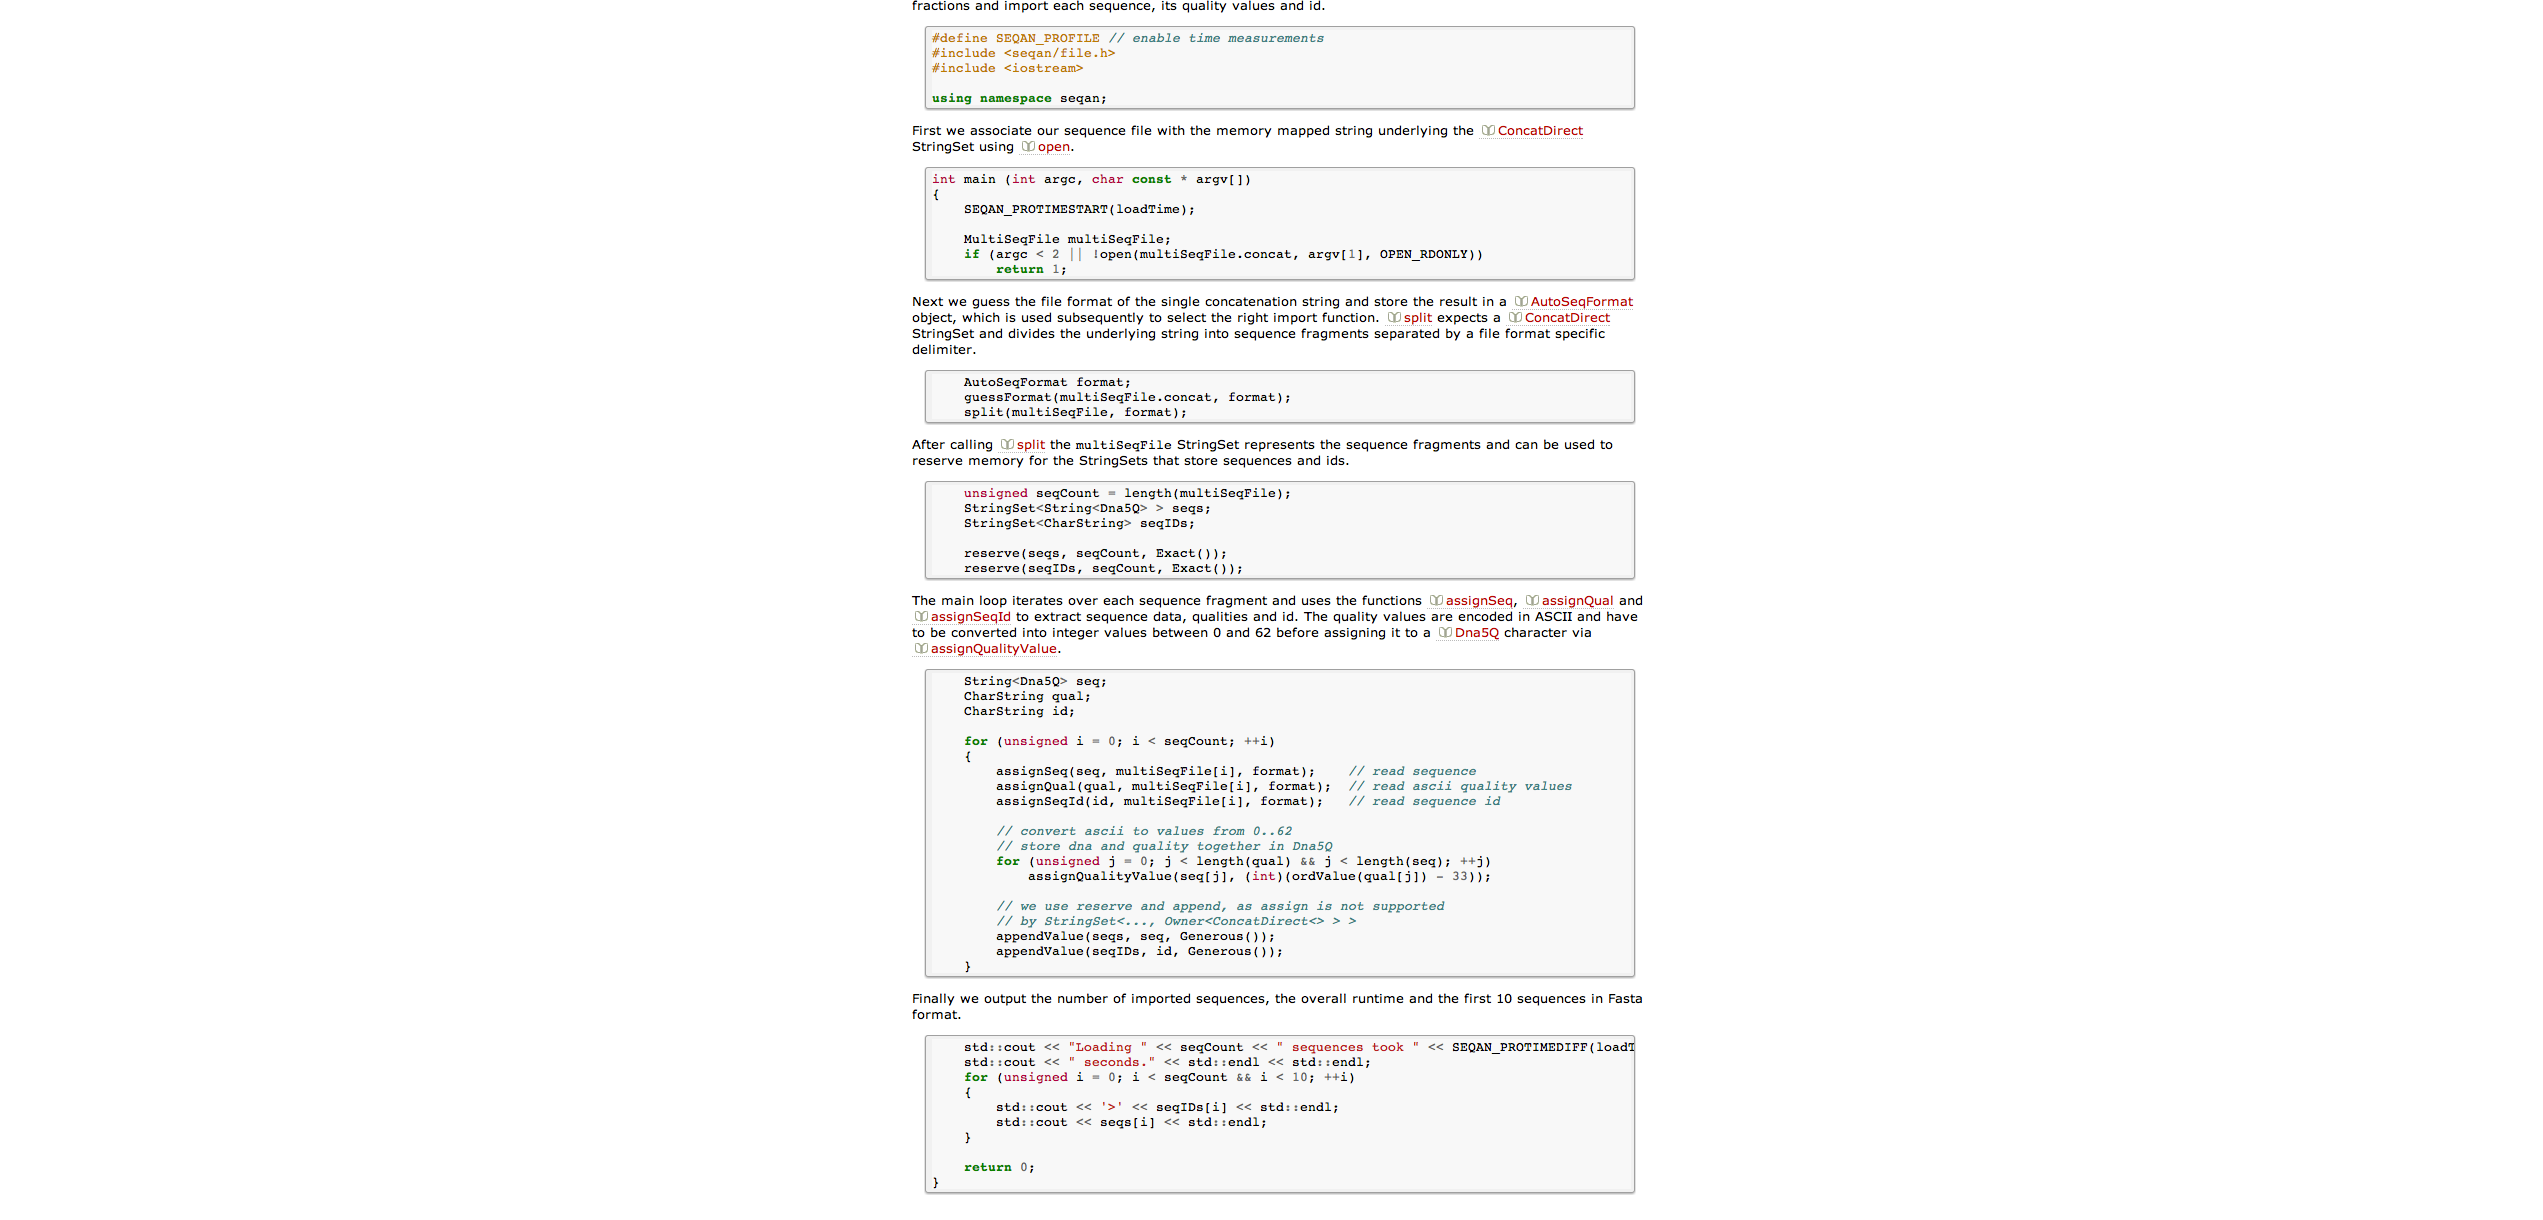 fractions and import each sequence, its quality values and id.
#define SEQAN_PROFILE // enable time measurements
#include <seqan/file.h>
#include <iostream>
using namespace seqan;
First we associate our sequence file with the memory mapped string underlying the ConcatDirect
StringSet using open.
int main (int argc, char const * argv[])
{
    SEQAN_PROTIMESTART(loadTime);
    MultiSeqFile multiSeqFile;
    if (argc < 2 || !open(multiSeqFile.concat, argv[1], OPEN_RDONLY))
        return 1;
Next we guess the file format of the single concatenation string and store the result in a AutoSeqFormat
object, which is used subsequently to select the right import function. split expects a ConcatDirect
StringSet and divides the underlying string into sequence fragments separated by a file format specific
delimiter.
    AutoSeqFormat format;
    guessFormat(multiSeqFile.concat, format);
    split(multiSeqFile, format);
After calling split the multiSeqFile StringSet represents the sequence fragments and can be used to
reserve memory for the StringSets that store sequences and ids.
    unsigned seqCount = length(multiSeqFile);
    StringSet<String<Dna5Q> > seqs;
    StringSet<CharString> seqIDs;
    reserve(seqs, seqCount, Exact());
    reserve(seqIDs, seqCount, Exact());
The main loop iterates over each sequence fragment and uses the functions assignSeq, assignQual and
assignSeqId to extract sequence data, qualities and id. The quality values are encoded in ASCII and have
to be converted into integer values between 0 and 62 before assigning it to a Dna5Q character via
assignQualityValue.
    String<Dna5Q> seq;
    CharString qual;
    CharString id;
    for (unsigned i = 0; i < seqCount; ++i)
    {
        assignSeq(seq, multiSeqFile[i], format);    // read sequence
        assignQual(qual, multiSeqFile[i], format);  // read ascii quality values
        assignSeqId(id, multiSeqFile[i], format);   // read sequence id
        // convert ascii to values from 0..62
        // store dna and quality together in Dna5Q
        for (unsigned j = 0; j < length(qual) && j < length(seq); ++j)
            assignQualityValue(seq[j], (int)(ordValue(qual[j]) - 33));
        // we use reserve and append, as assign is not supported
        // by StringSet<..., Owner<ConcatDirect<> > >
        appendValue(seqs, seq, Generous());
        appendValue(seqIDs, id, Generous());
    }
Finally we output the number of imported sequences, the overall runtime and the first 10 sequences in Fasta
format.
    std::cout << "Loading " << seqCount << " sequences took " << SEQAN_PROTIMEDIFF(loadT
    std::cout << " seconds." << std::endl << std::endl;
    for (unsigned i = 0; i < seqCount && i < 10; ++i)
    {
        std::cout << '>' << seqIDs[i] << std::endl;
        std::cout << seqs[i] << std::endl;
    }
    return 0;
}